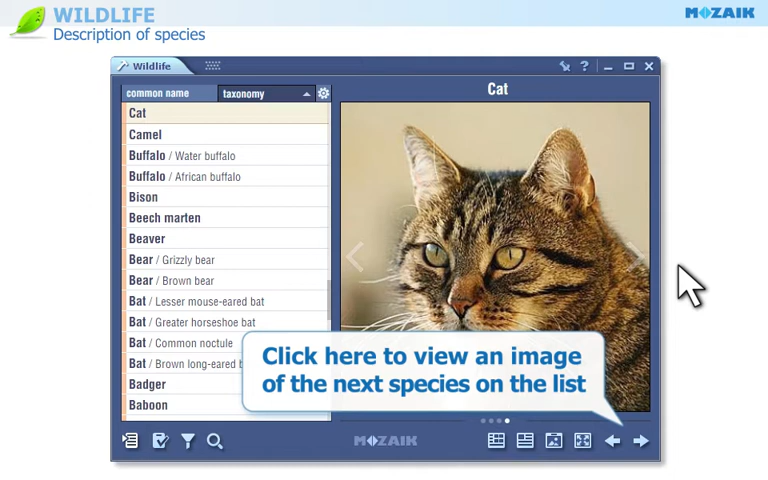 WILDLIFE
Description of species
MOZAIK
Wildlife
?
common name
taxonomy
Cat
Cat
Camel
Buffalo / Water buffalo
Buffalo / African buffalo
Bison
Beech marten
Beaver
Bear / Grizzly bear
Bear / Brown bear
Bat / Lesser mouse-eared bat
Bat / Greater horseshoe bat
Bat / Common noctule
Bat / Brown long-eared
Badger
Baboon
Click here to view an image
of the next species on the list
MOZAIK